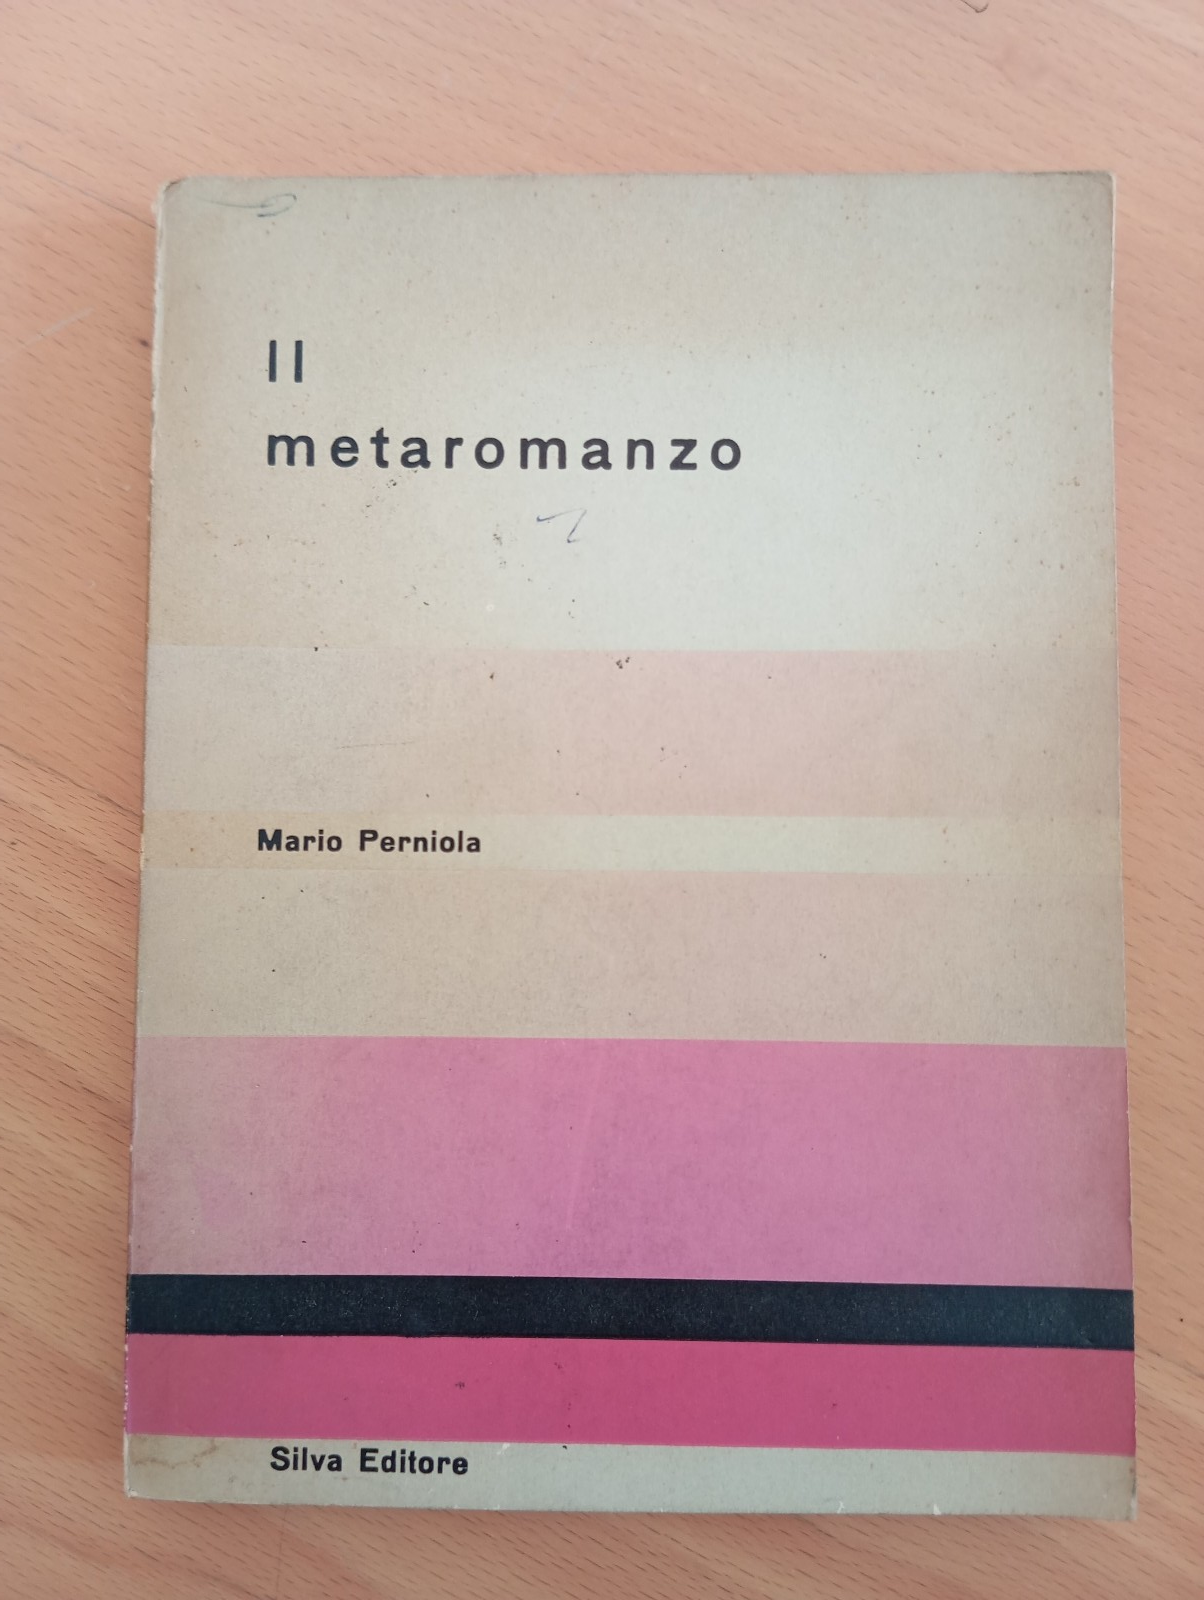 Il
metaromanzo
Mario Perniola
Silva Editore